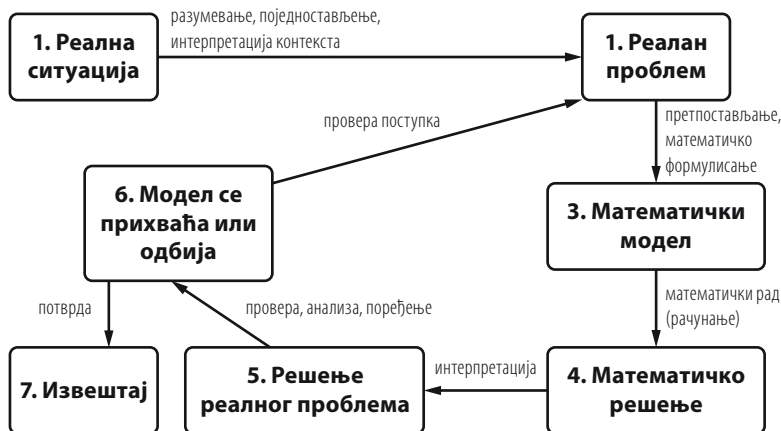 1. Реална
ситуација
разумевање, поједностављење,
интерпретација контекста
1. Реалан
проблем
провера поступка
претпостављање,
математичко
формулисање
6. Модел се
прихваћа или
одбија
3. Математички
модел
потврда
провера, анализа, поређење
математички рад
(рачунање)
7. Извештај
5. Решење
реалног проблема
интерпретација
4. Математичко
решење